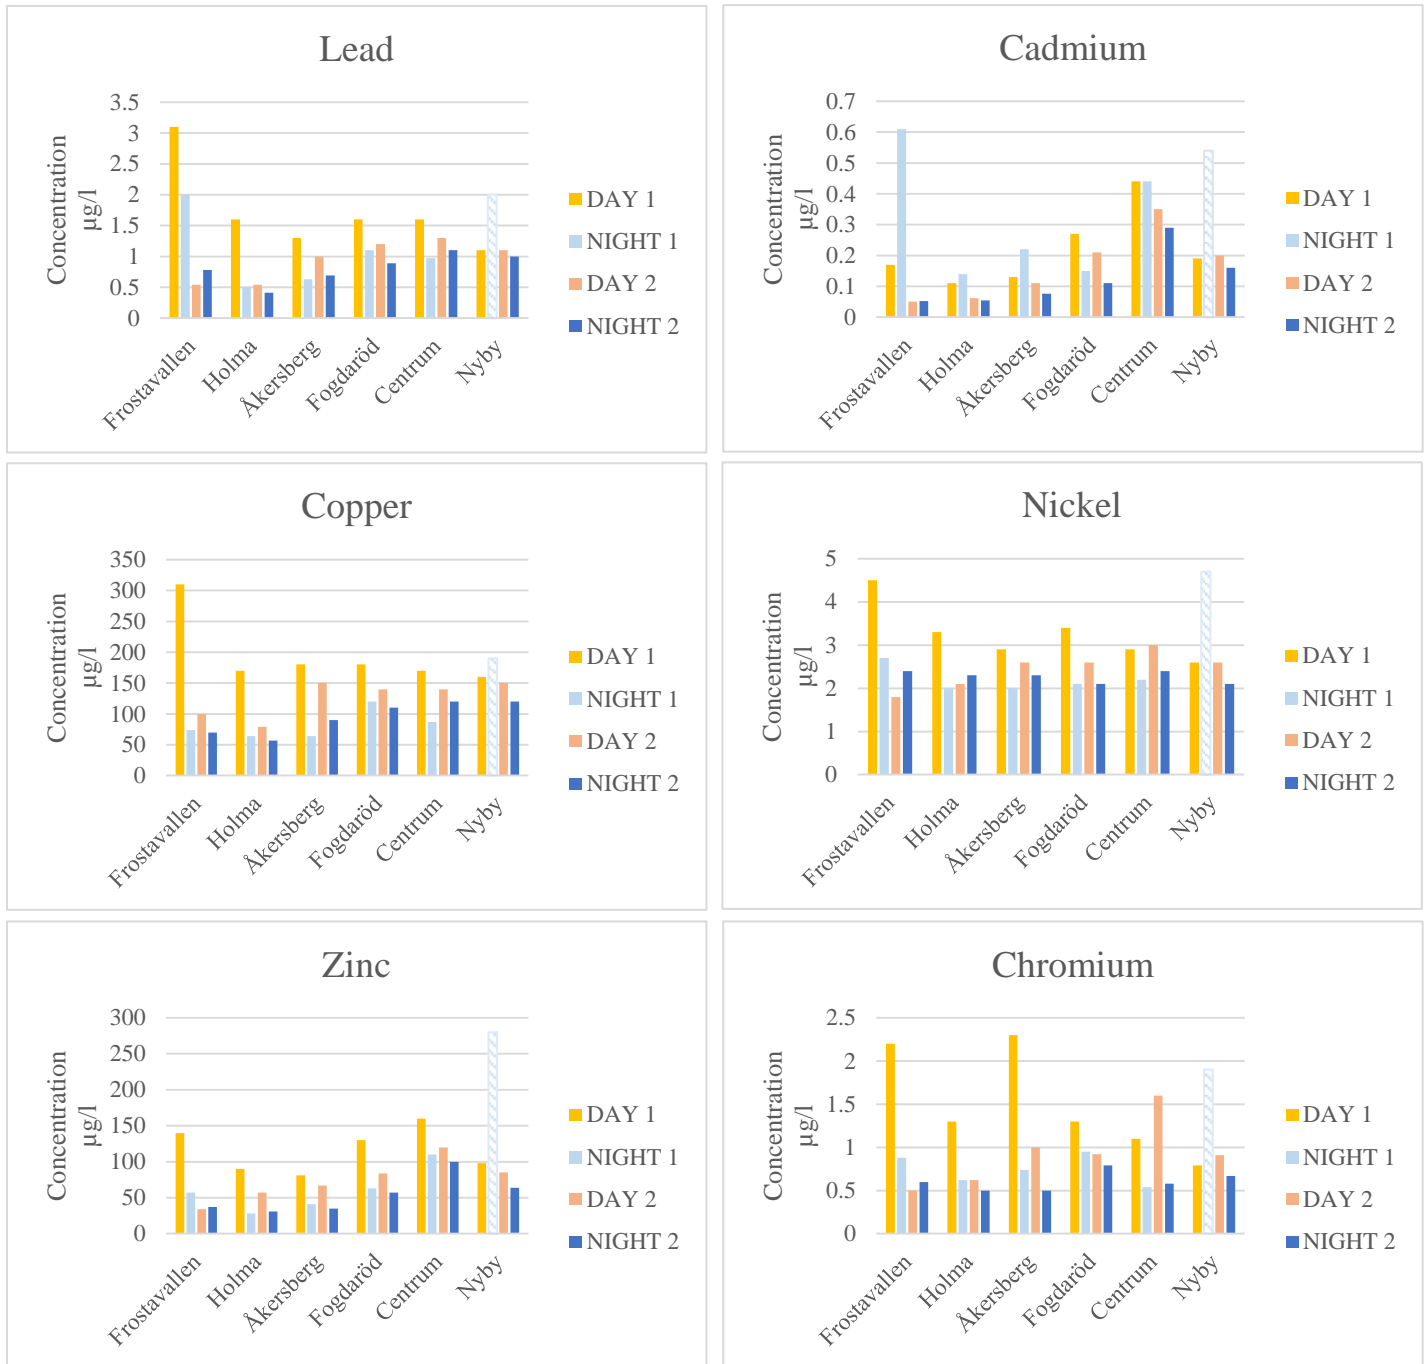 Lead
Concentration
µg/l
3.5
3
2.5
2
1.5
1
0.5
0
Frostavallen
Holma
Åkersberg
Fogdaröd
Centrum
Nyby
DAY 1
NIGHT 1
DAY 2
NIGHT 2
Cadmium
Concentration
µg/l
0.7
0.6
0.5
0.4
0.3
0.2
0.1
0
Frostavallen
Holma
Åkersberg
Fogdaröd
Centrum
Nyby
DAY 1
NIGHT 1
DAY 2
NIGHT 2
Copper
Concentration
µg/l
350
300
250
200
150
100
50
0
Frostavallen
Holma
Åkersberg
Fogdaröd
Centrum
Nyby
DAY 1
NIGHT 1
DAY 2
NIGHT 2
Nickel
Concentration
µg/l
5
4
3
2
1
0
Frostavallen
Holma
Åkersberg
Fogdaröd
Centrum
Nyby
DAY 1
NIGHT 1
DAY 2
NIGHT 2
Zinc
Concentration
µg/l
300
250
200
150
100
50
0
Frostavallen
Holma
Åkersberg
Fogdaröd
Centrum
Nyby
DAY 1
NIGHT 1
DAY 2
NIGHT 2
Chromium
Concentration
µg/l
2.5
2
1.5
1
0.5
0
Frostavallen
Holma
Åkersberg
Fogdaröd
Centrum
Nyby
DAY 1
NIGHT 1
DAY 2
NIGHT 2